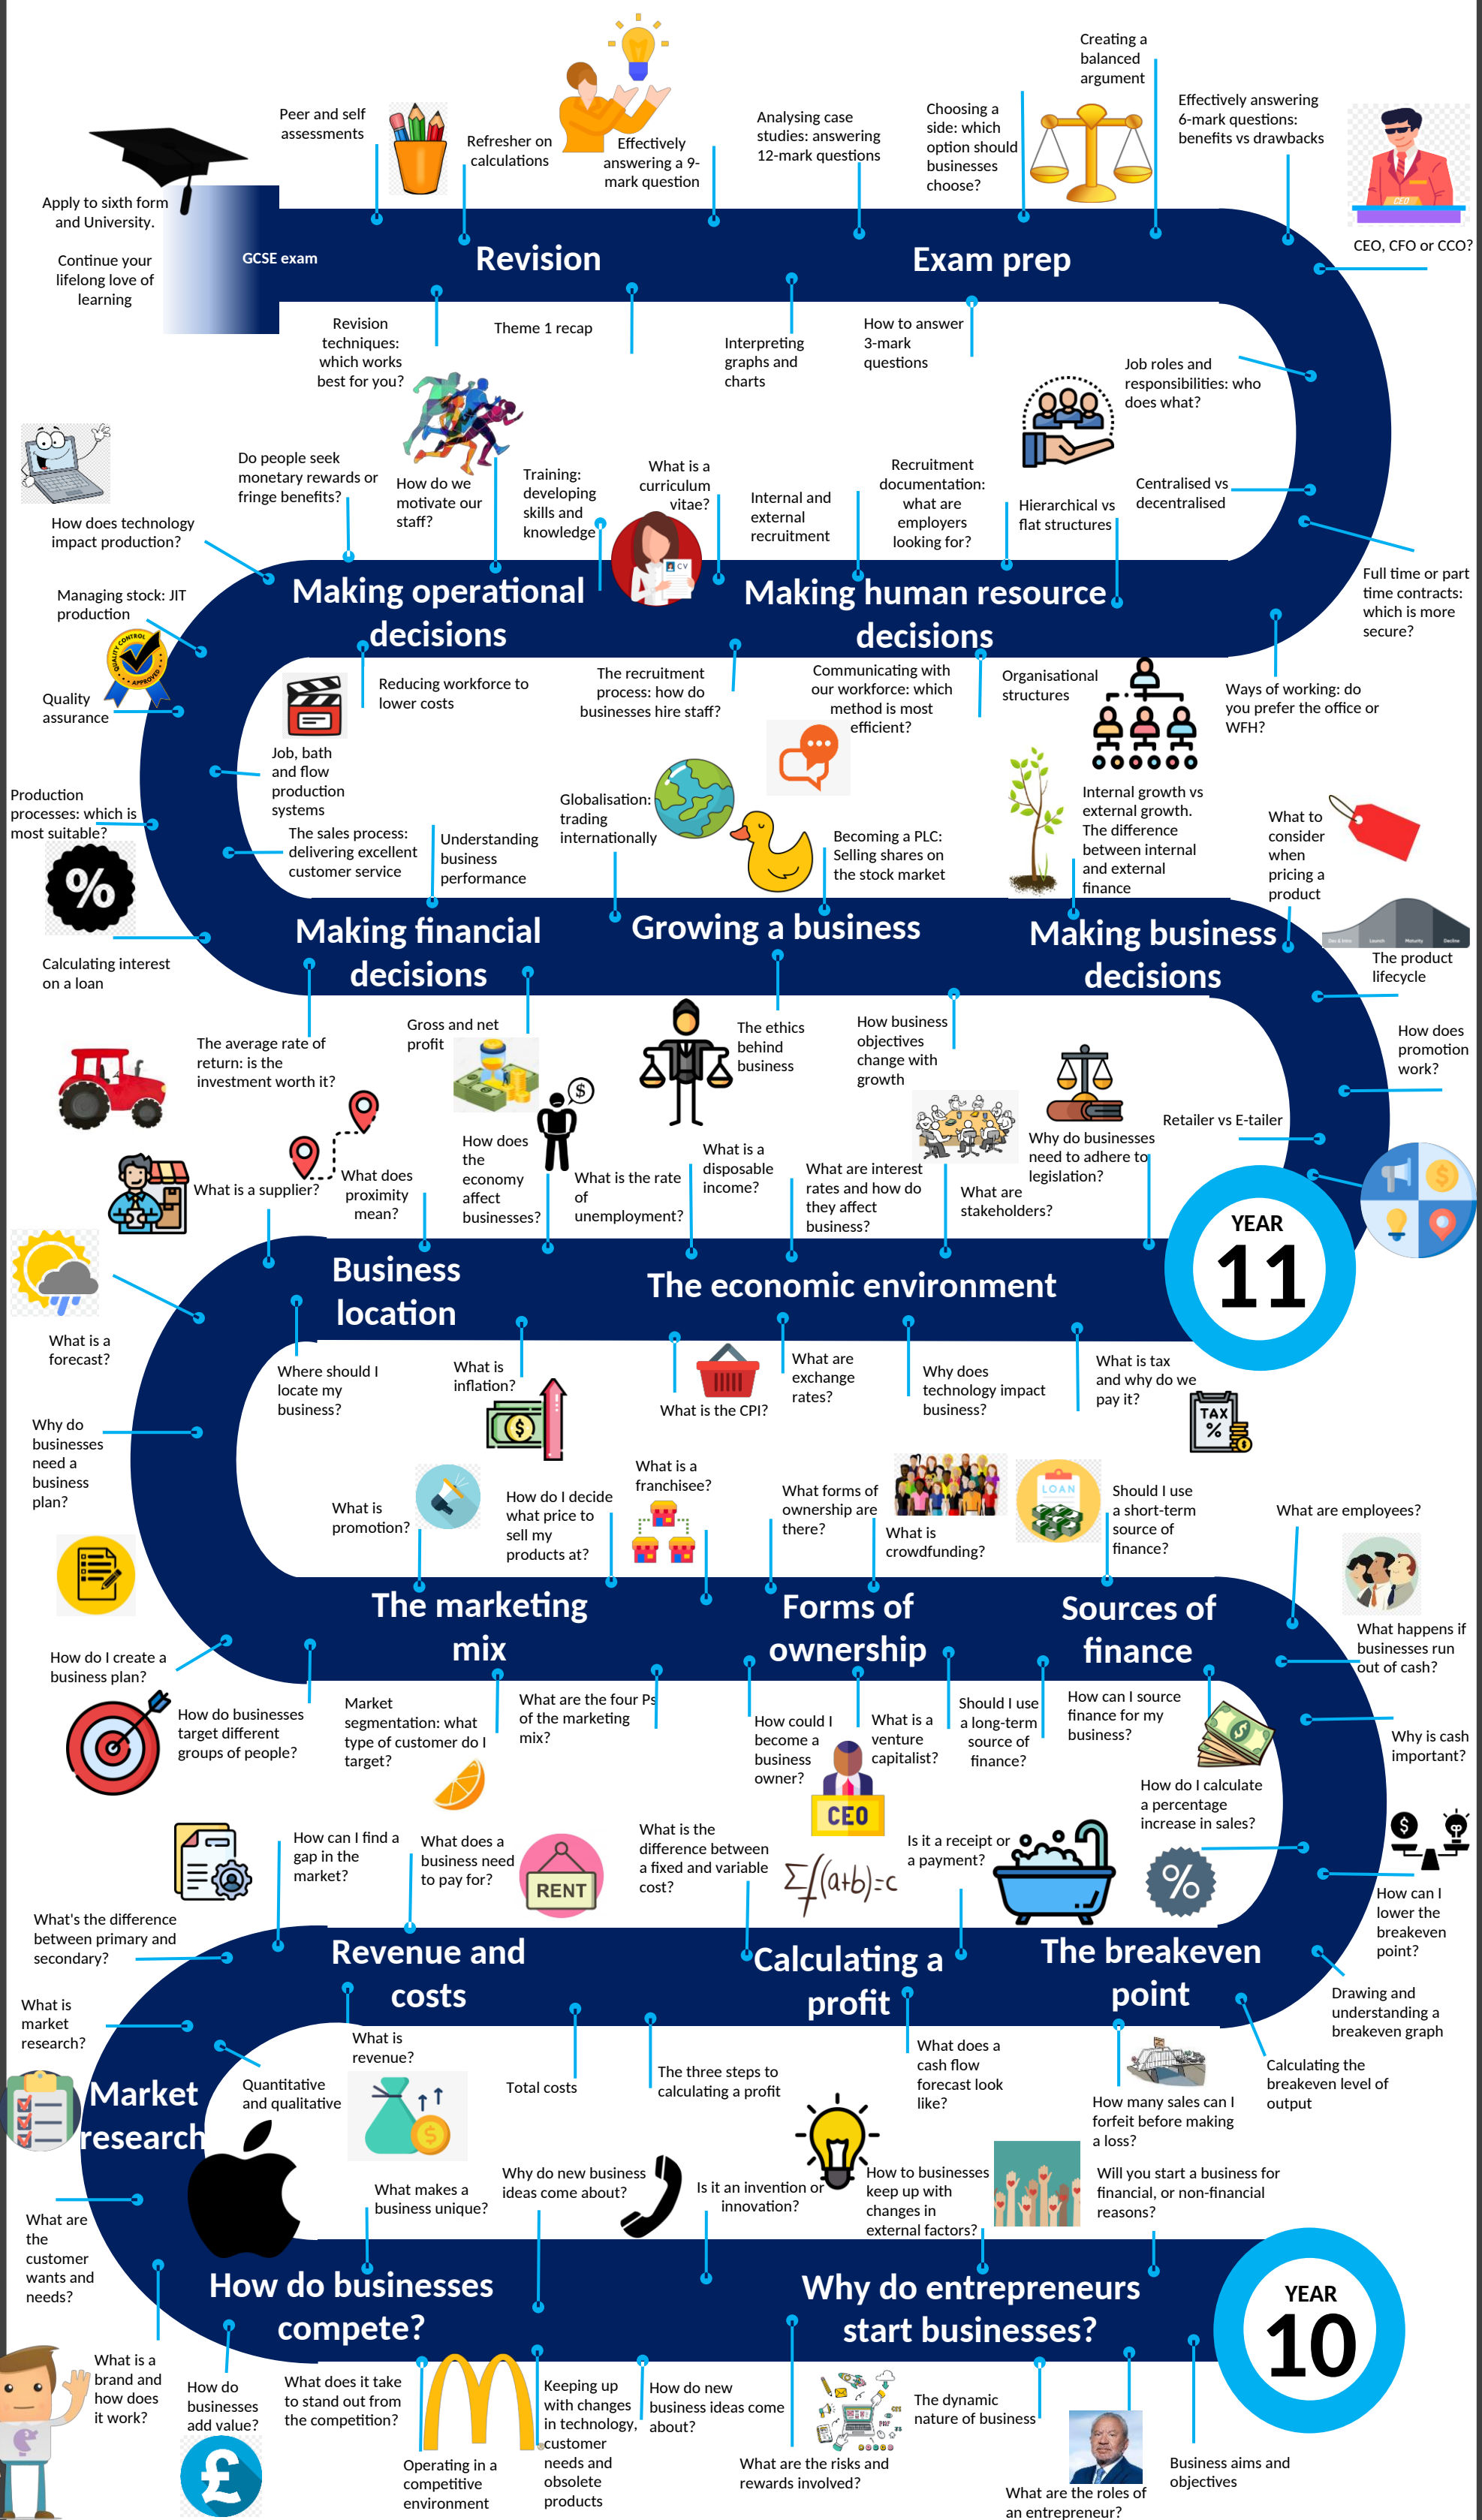 Creating a
balanced
argument
Peer and self
assessments
Refresher on
calculations
Effectively
answering a 9-
mark question
Analysing case
studies: answering
12-mark questions
Choosing a
side: which
option should
businesses
choose?
Effectively answering
6-mark questions:
benefits vs drawbacks
CEO
CEO, CFO or CCO?
Apply to sixth form
and University.
Continue your
lifelong love of
learning
GCSE exam
Revision
Exam prep
Revision
techniques:
which works
best for you?
Theme 1 recap
Interpreting
graphs and
charts
How to answer
3-mark
questions
Job roles and
responsibilities: who
does what?
Do people seek
monetary rewards or
fringe benefits?
How do we
motivate our
staff?
Training:
developing
skills and
knowledge
What is a
curriculum
vitae?
CV
Internal and
external
recruitment
Recruitment
documentation:
what are
employers
looking for?
Hierarchical vs
flat structures
Centralised vs
decentralised
How does technology
impact production?
Full time or part
time contracts:
which is more
secure?
Managing stock: JIT
production
Making operational
decisions
Making human resource
decisions
QUALITY CONTROL
APPROVED
Quality
assurance
Reducing workforce to
lower costs
The recruitment
process: how do
businesses hire staff?
Communicating with
our workforce: which
method is most
efficient?
Organisational
structures
Ways of working: do
you prefer the office or
WFH?
Job, bath
and flow
production
systems
Production
processes: which is
most suitable?
The sales process:
delivering excellent
customer service
Understanding
business
performance
Globalisation:
trading
internationally
Becoming a PLC:
Selling shares on
the stock market
Internal growth vs
external growth.
The difference
between internal
and external
finance
What to
consider
when
pricing a
product
%
Making financial
decisions
Growing a business
Making business
decisions
Launch
Maturity
Decline
The product
lifecycle
Calculating interest
on a loan
The average rate of
return: is the
investment worth it?
Gross and net
profit
The ethics
behind
business
How business
objectives
change with
growth
How does
promotion
work?
Retailer vs E-tailer
What is a supplier?
What does
proximity
mean?
How does
the
economy
affect
businesses?
$
What is the rate
of
unemployment?
What is a
disposable
income?
What are interest
rates and how do
they affect
business?
What are
stakeholders?
Why do businesses
need to adhere to
legislation?
$
YEAR
11
Business
location
The economic environment
What is a
forecast?
Where should I
locate my
business?
What is
inflation?
$
What is the CPI?
What are
exchange
rates?
Why does
technology impact
business?
What is tax
and why do we
pay it?
TAX
%
Why do
businesses
need a
business
plan?
What is
promotion?
How do I decide
what price to
sell my
products at?
What is a
franchisee?
What forms of
ownership are
there?
What is
crowdfunding?
LOAN
Should I use
a short-term
source of
finance?
What are employees?
The marketing
mix
Forms of
ownership
Sources of
finance
What happens if
businesses run
out of cash?
How do I create a
business plan?
How do businesses
target different
groups of people?
Market
segmentation: what
type of customer do I
target?
What are the four Ps
of the marketing
mix?
How could I
become a
business
owner?
What is a
venture
capitalist?
Should I use
a long-term
source of
finance?
How can I source
finance for my
business?
$
Why is cash
important?
CEO
How do I calculate
a percentage
increase in sales?
How can I find a
gap in the
market?
What does a
business need
to pay for?
RENT
What is the
difference between
a fixed and variable
cost?
∑∫(a+b)=c
Is it a receipt or
a payment?
%
$
How can I
lower the
breakeven
point?
What's the difference
between primary and
secondary?
Revenue and
costs
Calculating a
profit
The breakeven
point
Drawing and
understanding a
breakeven graph
What is
market
research?
What is
revenue?
Quantitative
and qualitative
Total costs
The three steps to
calculating a profit
What does a
cash flow
forecast look
like?
How many sales can I
forfeit before making
a loss?
Calculating the
breakeven level of
output
Market
research
$
What makes a
business unique?
Why do new business
ideas come about?
Is it an invention or
innovation?
How to businesses
keep up with
changes in
external factors?
Will you start a business for
financial, or non-financial
reasons?
What are
the
customer
wants and
needs?
How do businesses
compete?
Why do entrepreneurs
start businesses?
YEAR
10
What is a
brand and
how does
it work?
How do
businesses
add value?
£
What does it take
to stand out from
the competition?
Operating in a
competitive
environment
Keeping up
with changes
in technology,
customer
needs and
obsolete
products
How do new
business ideas come
about?
What are the risks and
rewards involved?
The dynamic
nature of business
What are the roles of
an entrepreneur?
Business aims and
objectives